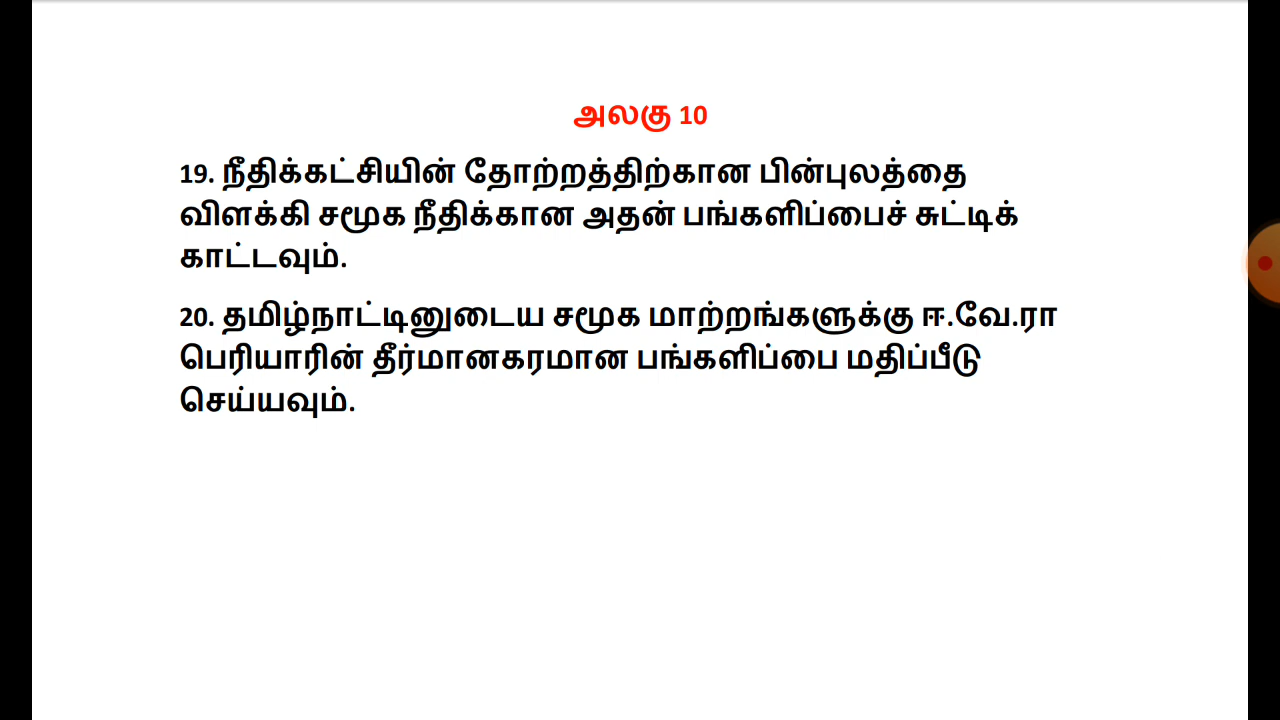 அலகு 10
19. நீதிக்கட்சியின் தோற்றத்திற்கான பின்புலத்தை
விளக்கி சமூக நீதிக்கான அதன் பங்களிப்பைச் சுட்டிக்
காட்டவும்.
20. தமிழ்நாட்டினுடைய சமூக மாற்றங்களுக்கு ஈ.வே.ரா
பெரியாரின் தீர்மானகரமான பங்களிப்பை மதிப்பீடு
செய்யவும்.